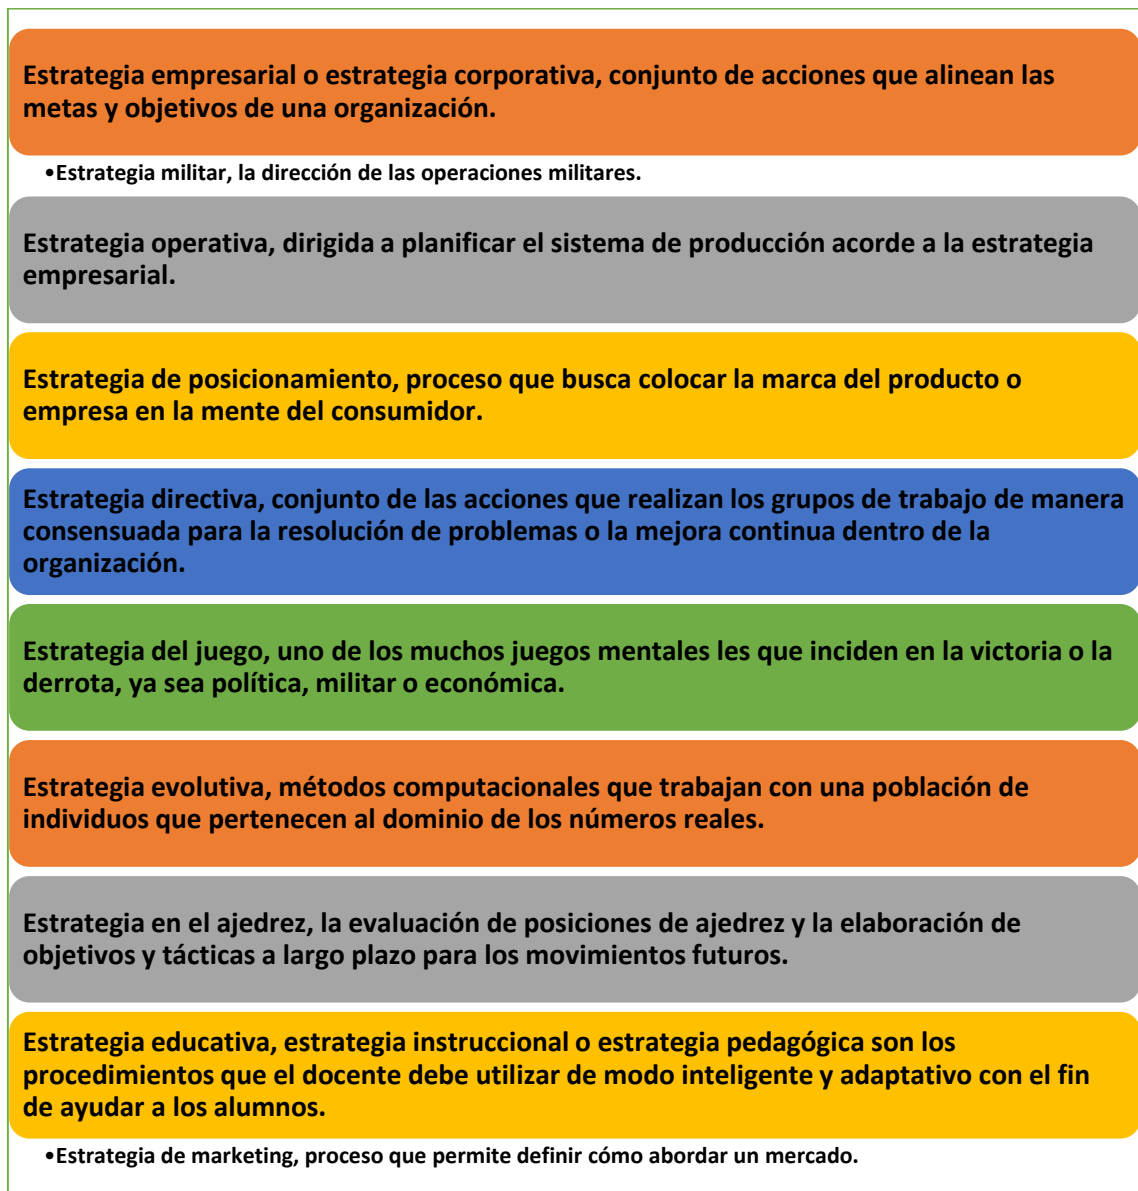 Estrategia empresarial o estrategia corporativa, conjunto de acciones que alinean las
metas y objetivos de una organización.
•Estrategia militar, la dirección de las operaciones militares.
Estrategia operativa, dirigida a planificar el sistema de producción acorde a la estrategia
empresarial.
Estrategia de posicionamiento, proceso que busca colocar la marca del producto o
empresa en la mente del consumidor.
Estrategia directiva, conjunto de las acciones que realizan los grupos de trabajo de manera
consensuada para la resolución de problemas o la mejora continua dentro de la
organización.
Estrategia del juego, uno de los muchos juegos mentales les que inciden en la victoria o la
derrota, ya sea política, militar o económica.
Estrategia evolutiva, métodos computacionales que trabajan con una población de
individuos que pertenecen al dominio de los números reales.
Estrategia en el ajedrez, la evaluación de posiciones de ajedrez y la elaboración de
objetivos y tácticas a largo plazo para los movimientos futuros.
Estrategia educativa, estrategia instruccional o estrategia pedagógica son los
procedimientos que el docente debe utilizar de modo inteligente y adaptativo con el fin
de ayudar a los alumnos.
•Estrategia de marketing, proceso que permite definir cómo abordar un mercado.